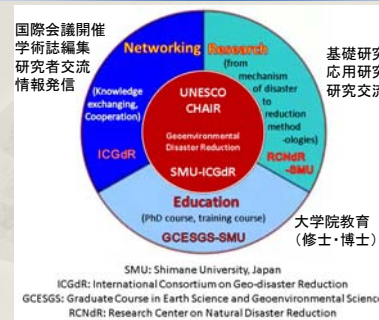 国際会議開催
学術誌編集
研究者交流
情報発信
Networking
(Knowledge
exchanging,
Cooperation)
ICGdR
Research
(from
mechanism
of disaster
to
reduction
method
-ologies)
RCNdR
-SMU
UNESCO
CHAIR
Geoenvironmental
Disaster Reduction
SMU-ICGdR
Education
(PhD course, training course)
GCESGS-SMU
基礎研究
応用研究
研究交流
大学院教育
(修士・博士)
SMU: Shimane University, Japan
ICGdR: International Consortium on Geo-disaster Reduction
GCESGS: Graduate Course in Earth Science and Geoenvironmental Science
RCNdR: Research Center on Natural Disaster Reduction